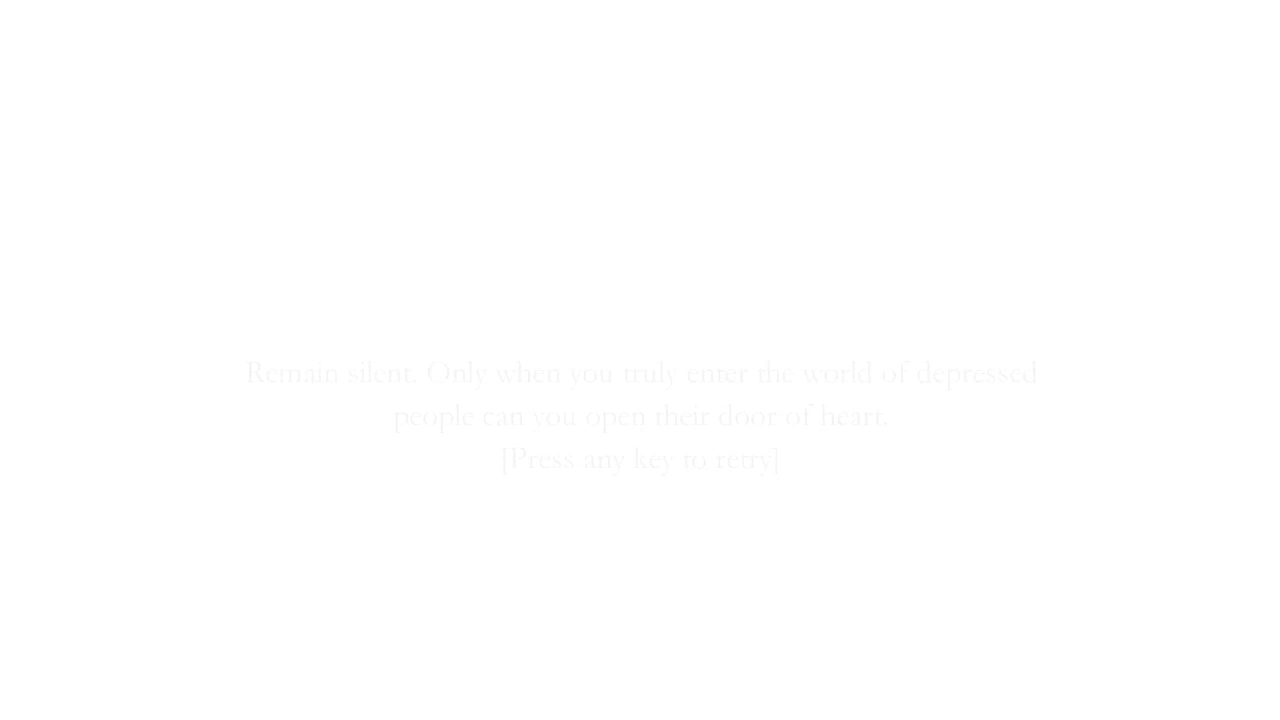 Remain silent. Only when you truly enter the world of depressed
people can you open their door of heart.
[Press any key to retry]